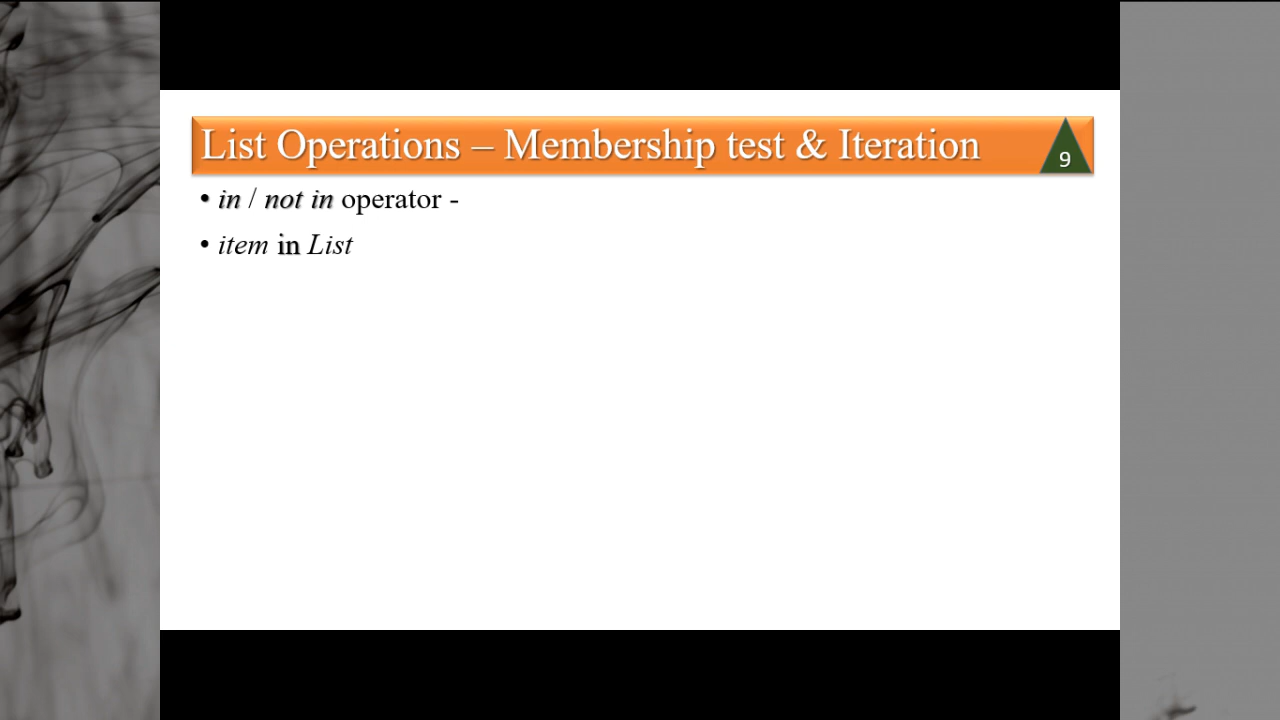 List Operations – Membership test & Iteration
9
• in / not in operator -
• item in List